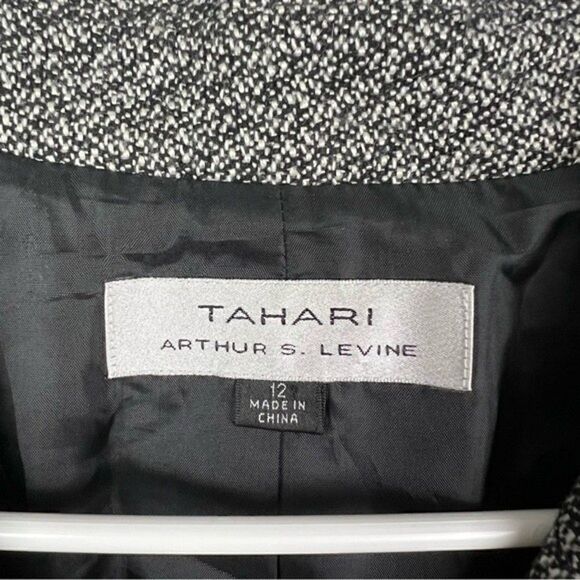 TAHARI
ARTHUR S. LEVINE
12
MADE IN
CHINA